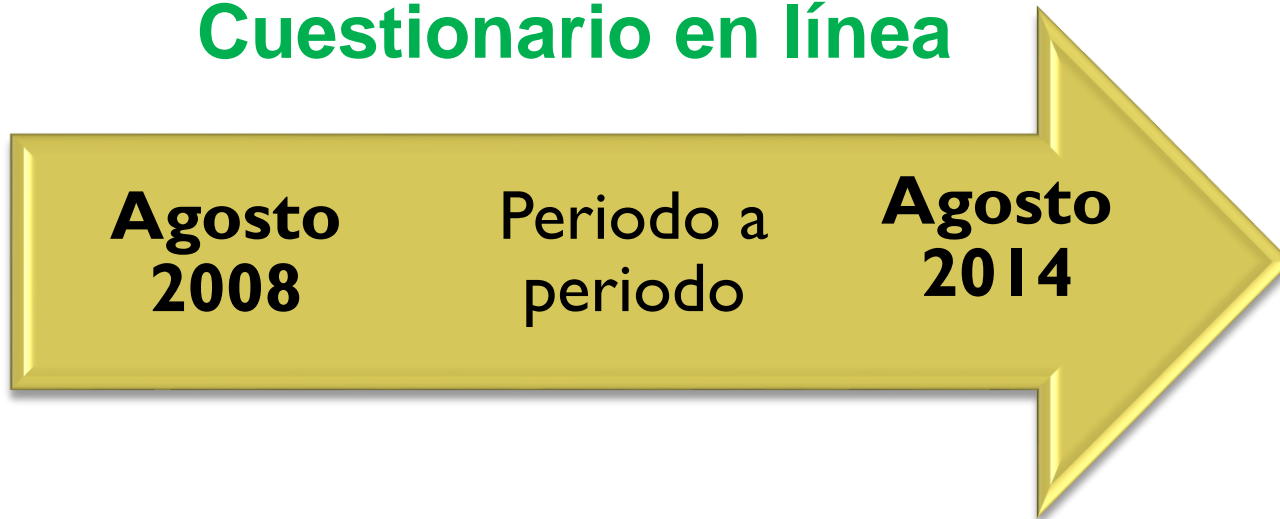 Cuestionario en línea
Agosto
2008
Periodo a
periodo
Agosto
2014